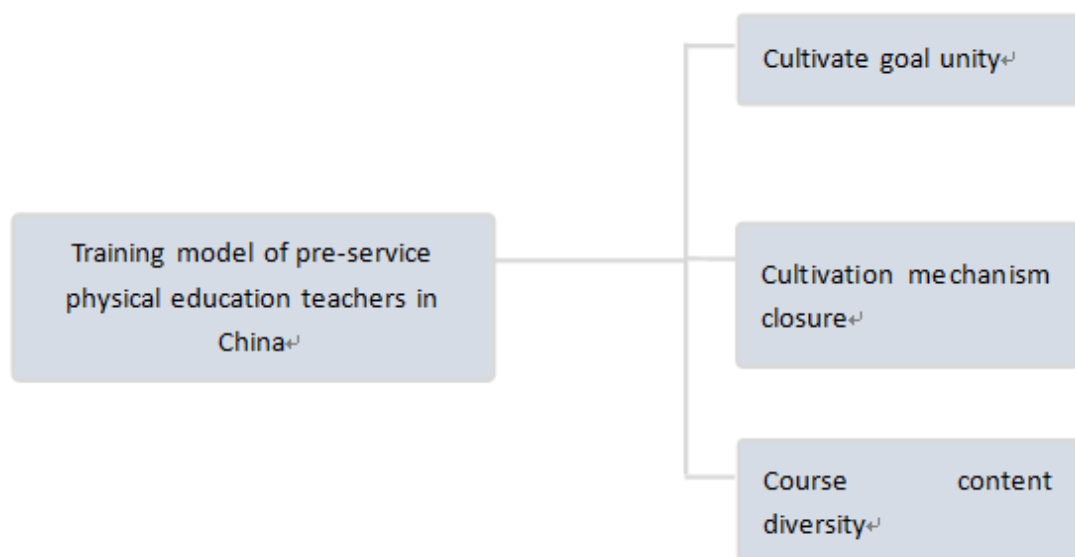 Cultivate goal unity↵
Training model of pre-service
physical education teachers in
China↵
Cultivation mechanism
closure↵
Course content
diversity↵